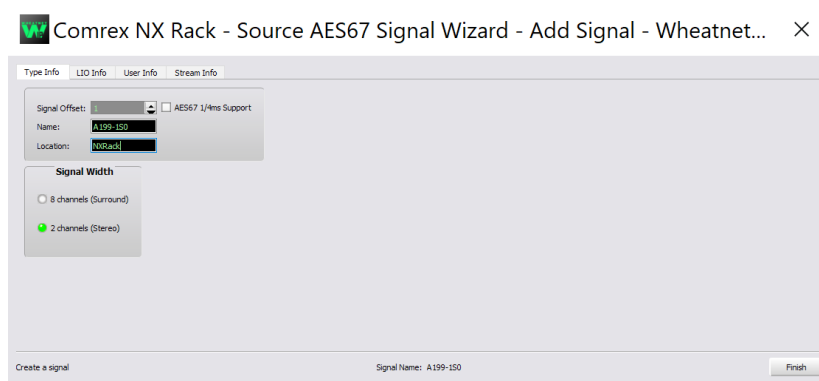 Comrex NX Rack - Source AES67 Signal Wizard - Add Signal - Wheatnet...
Type Info LIO Info User Info Stream Info
Signal Offset: 1 AES67 1/4ms Support
Name: A199-1S0
Location: NXRack
Signal Width
8 channels (Surround)
2 channels (Stereo)
Create a signal Signal Name: A199-1S0 Finish